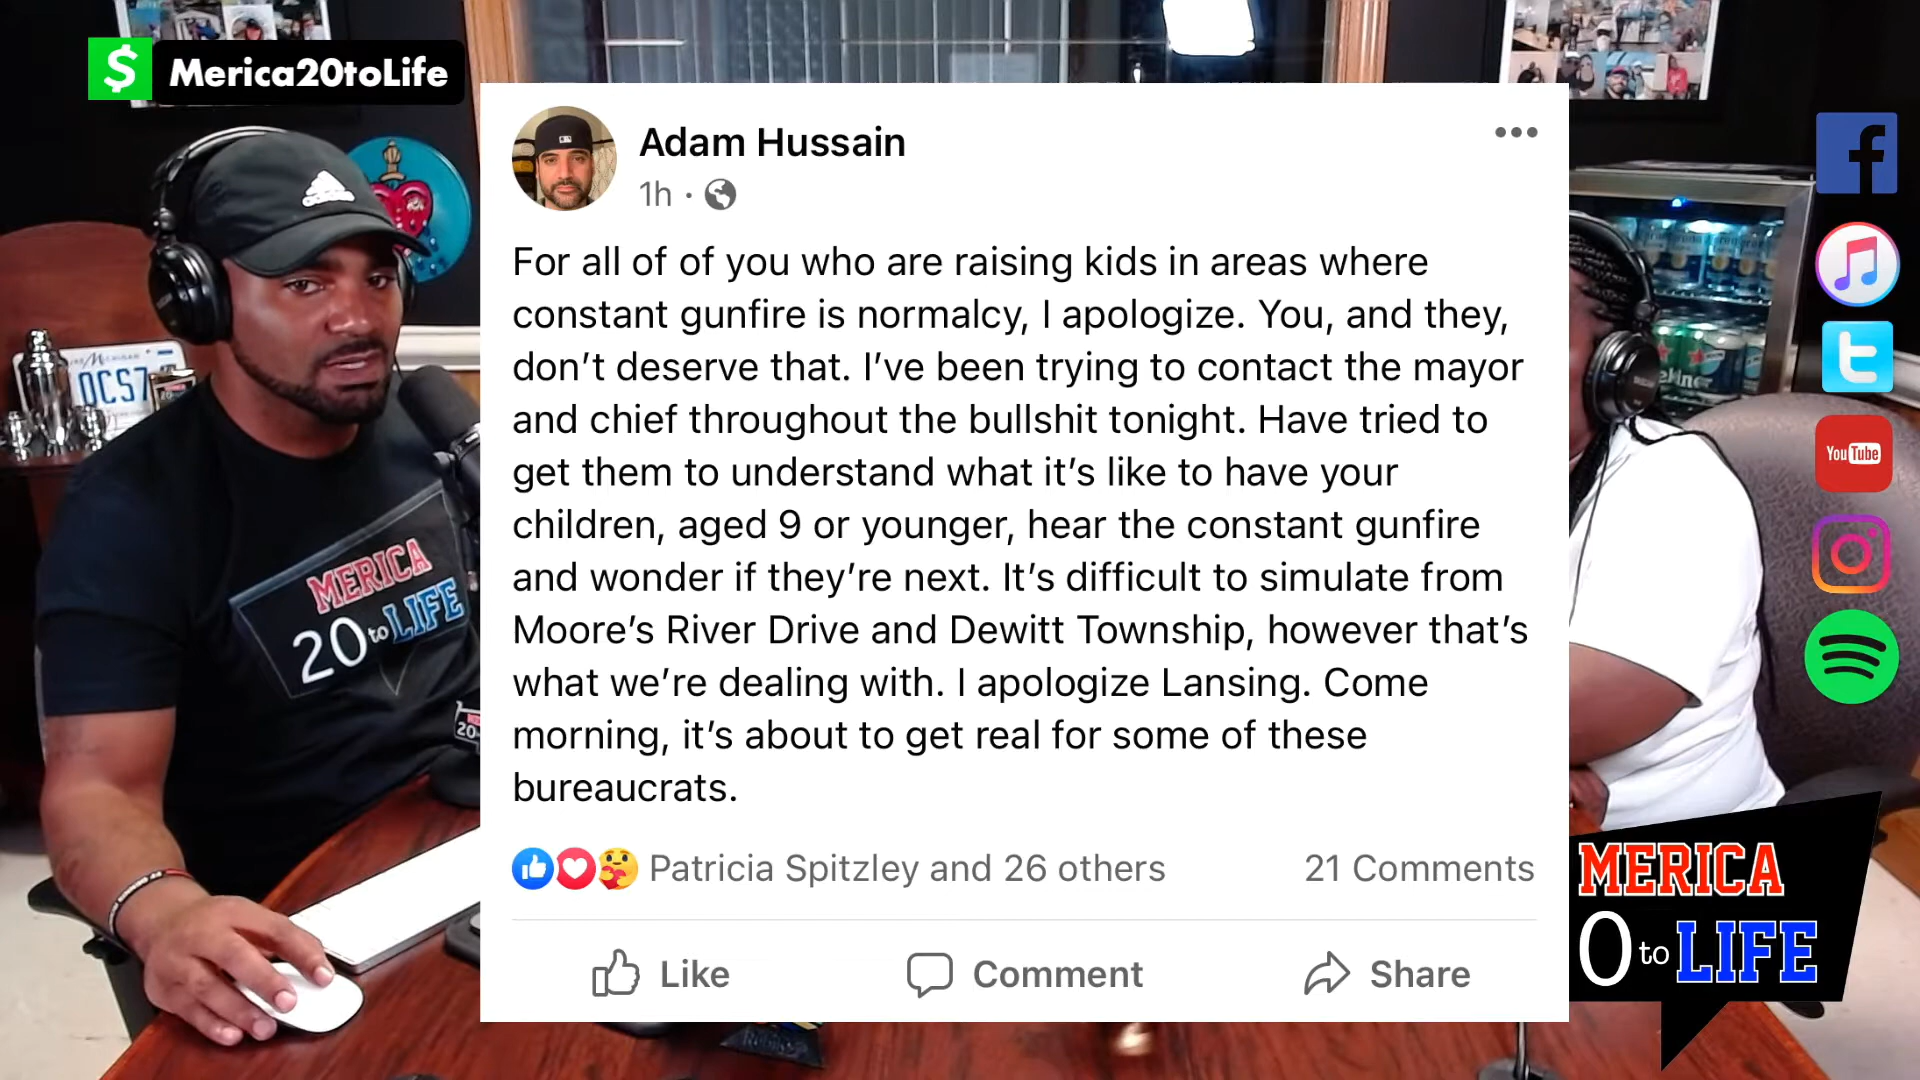 Merica20toLife
Adam Hussain
1h ·
For all of of you who are raising kids in areas where
constant gunfire is normalcy, I apologize. You, and they,
don’t deserve that. I’ve been trying to contact the mayor
and chief throughout the bullshit tonight. Have tried to
get them to understand what it’s like to have your
children, aged 9 or younger, hear the constant gunfire
and wonder if they’re next. It’s difficult to simulate from
Moore’s River Drive and Dewitt Township, however that’s
what we’re dealing with. I apologize Lansing. Come
morning, it’s about to get real for some of these
bureaucrats.
Patricia Spitzley and 26 others
21 Comments
Like
Comment
Share
adidas
OCS7
MERICA
20 to LIFE
YouTube
MERICA
0 to LIFE